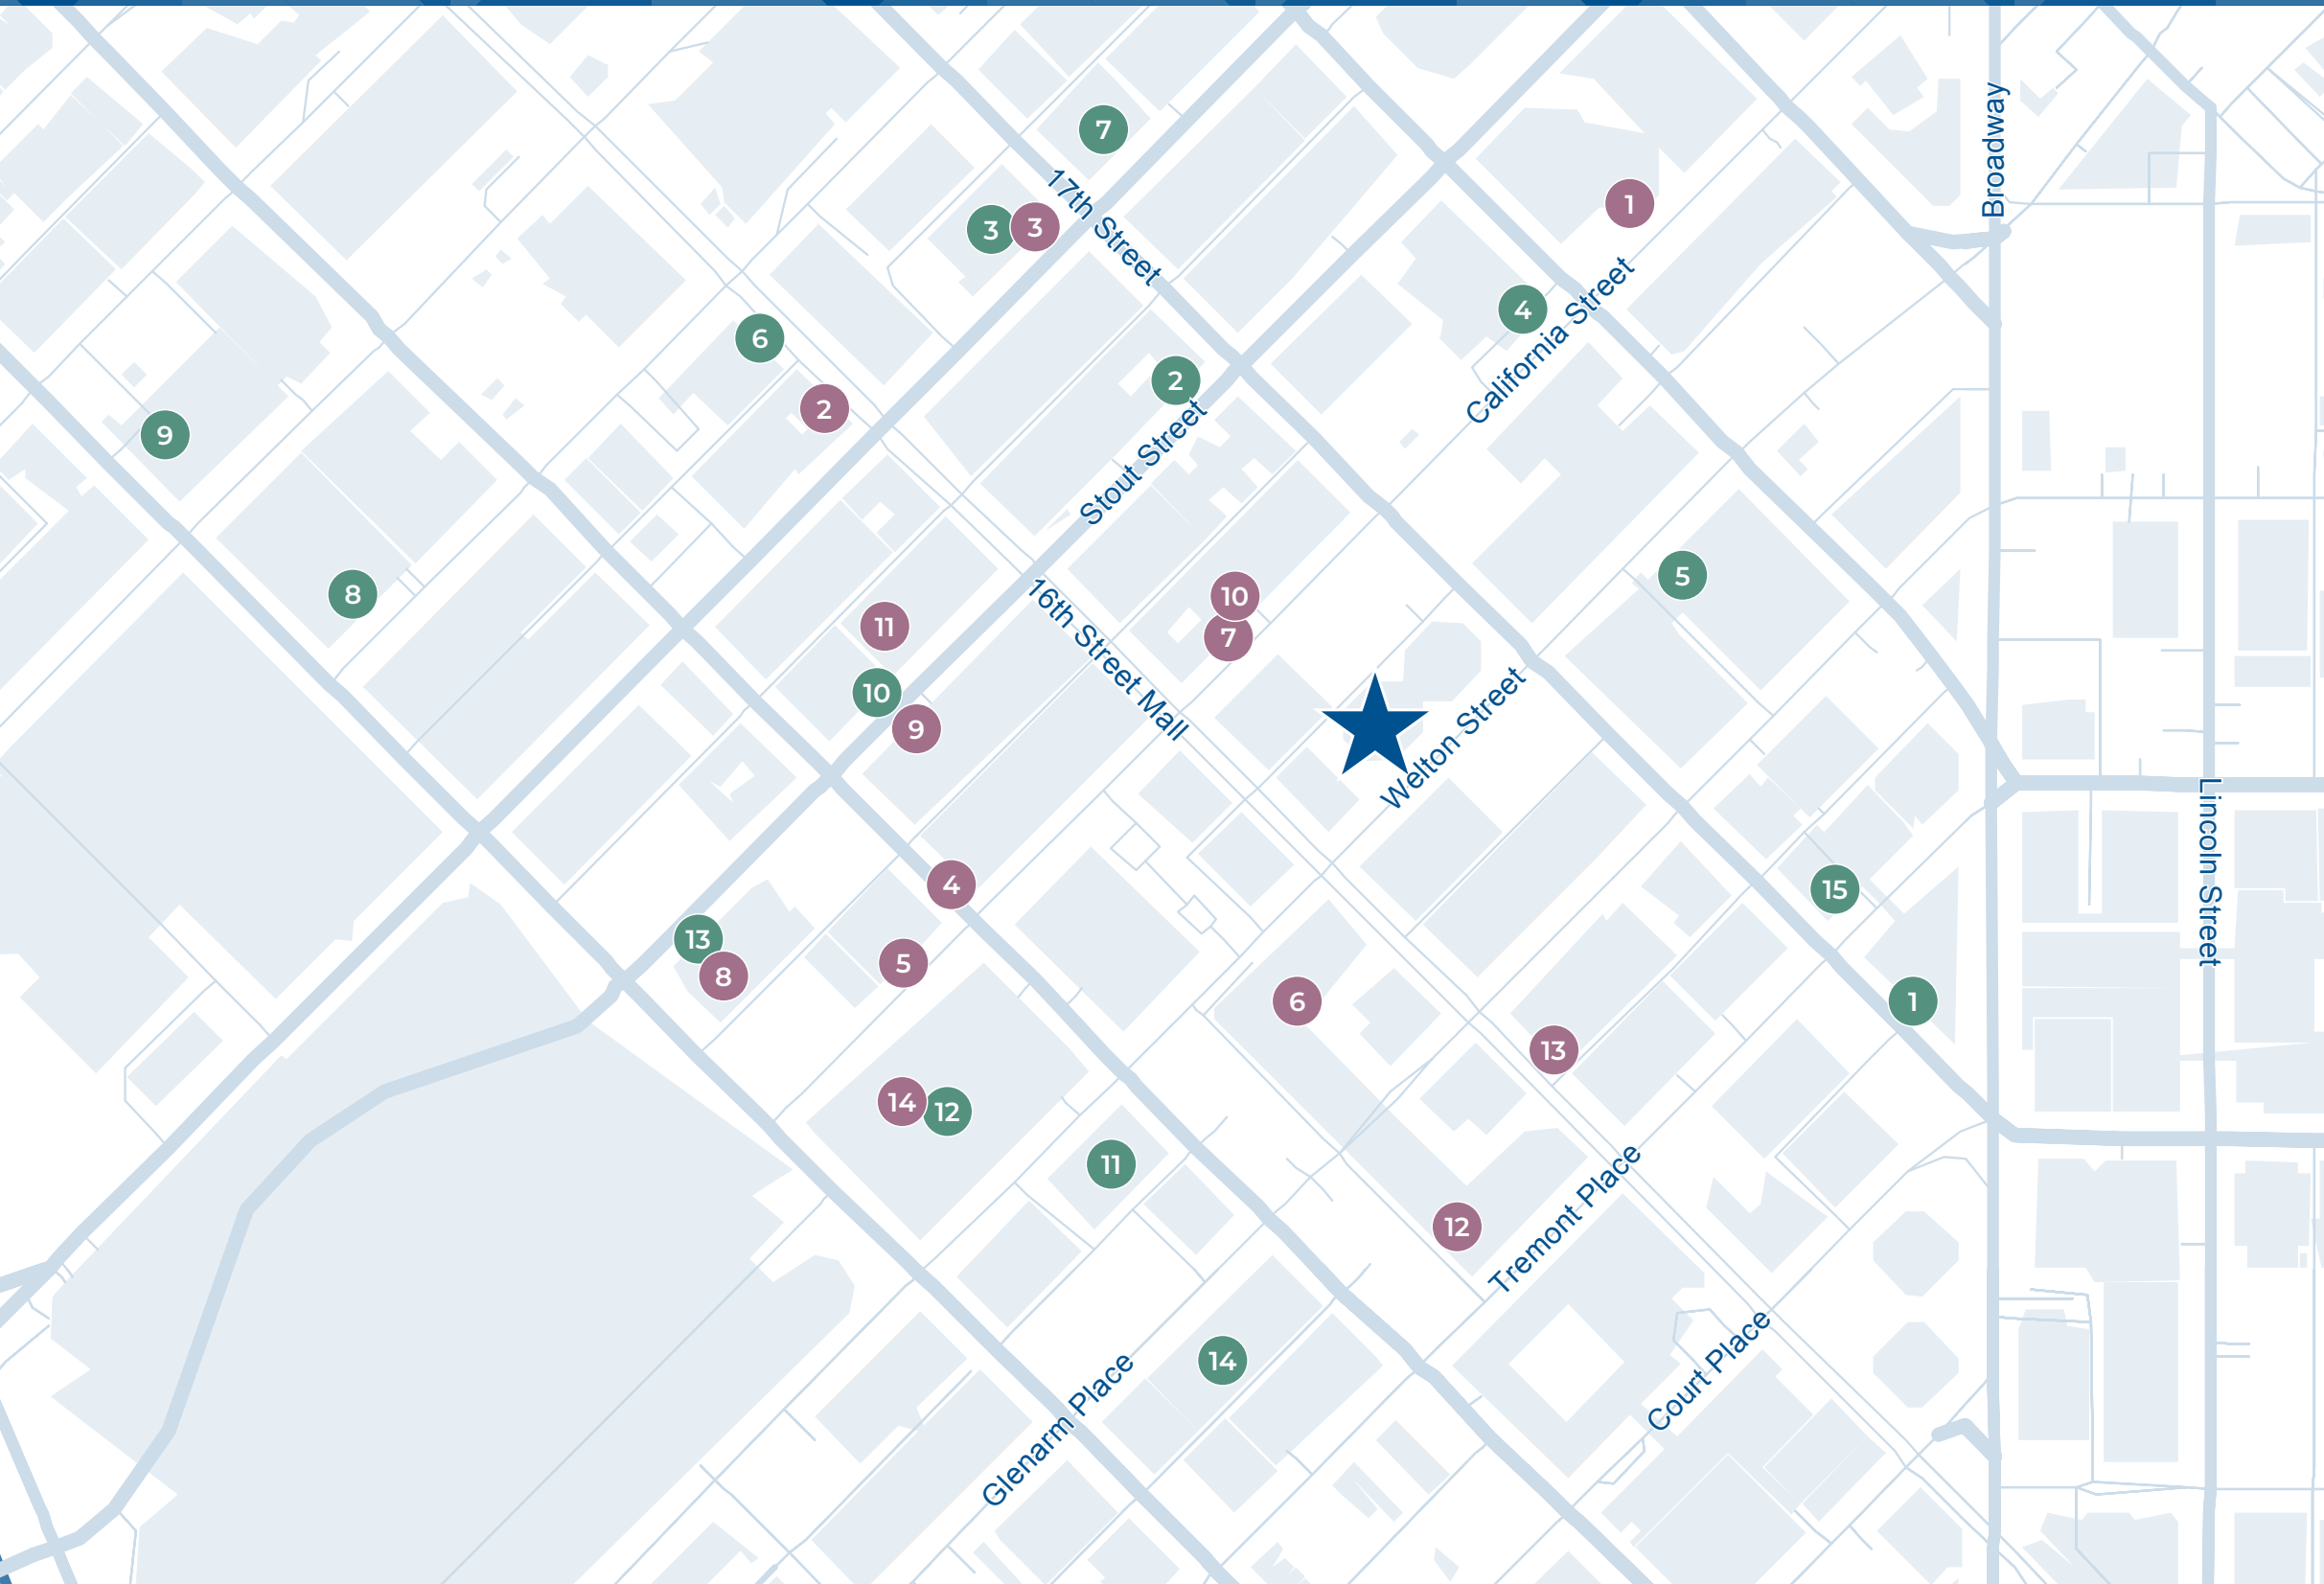 Broadway
7
1
3
3
17th Street
4
California Street
6
2
2
9
Stout Street
5
8
10
7
11
16th Street Mall
10
9
Welton Street
Lincoln Street
4
15
13
8
5
6
1
13
14
12
11
12
Tremont Place
14
Court Place
Glenarm Place